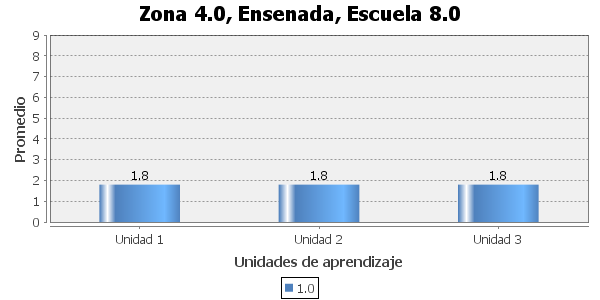 Zona 4.0, Ensenada, Escuela 8.0
Promedio
9
8
7
6
5
4
3
2
1
0
1.8
1.8
1.8
Unidad 1
Unidad 2
Unidad 3
Unidades de aprendizaje
1.0